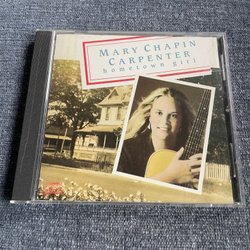 MARY CHAPIN
CARPENTER
hometown girl